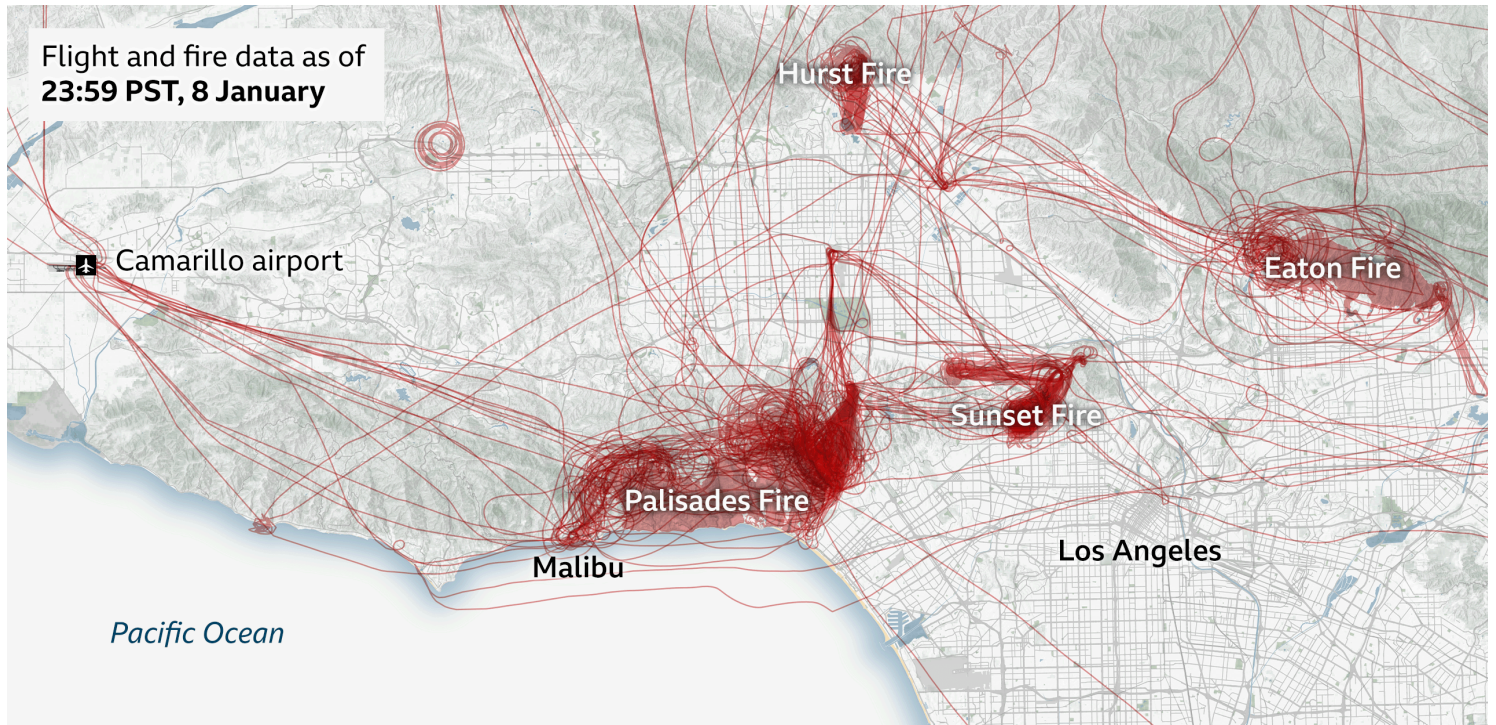 Flight and fire data as of
23:59 PST, 8 January
Hurst Fire
Camarillo airport
Eaton Fire
Sunset Fire
Palisades Fire
Los Angeles
Malibu
Pacific Ocean